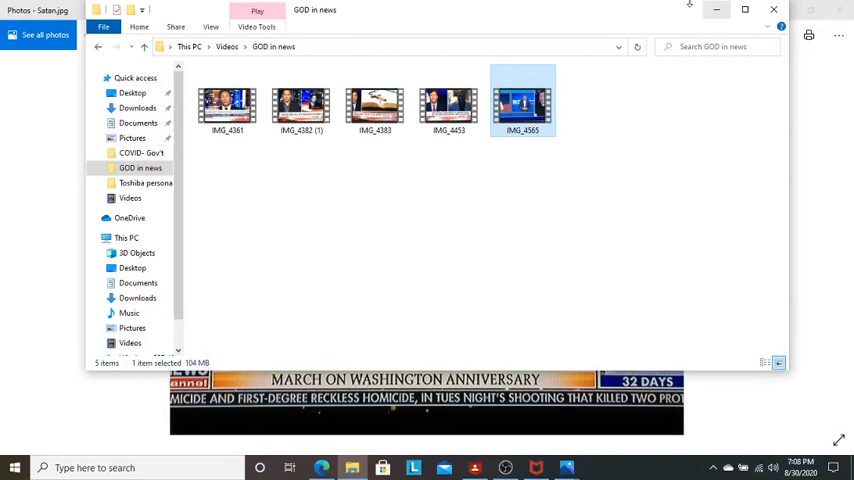 Photos - Satan.jpg
Play
GOD in news
See all photos
File
Home
Share
View
Video Tools
This PC
Videos
GOD in news
Search GOD in news
Quick access
Desktop
Downloads
Documents
Pictures
COVID- Gov't
GOD in news
Toshiba persona
Videos
OneDrive
This PC
3D Objects
Desktop
Documents
Downloads
Music
Pictures
Videos
IMG_4361
IMG_4382 (1)
IMG_4383
IMG_4453
IMG_4565
5 items
1 item selected
104 MB
MARCH ON WASHINGTON ANNIVERSARY
32 DAYS
MICIDE AND FIRST-DEGREE RECKLESS HOMICIDE, IN TUES NIGHT'S SHOOTING THAT KILLED TWO PROT
Type here to search
7:08 PM
8/30/2020